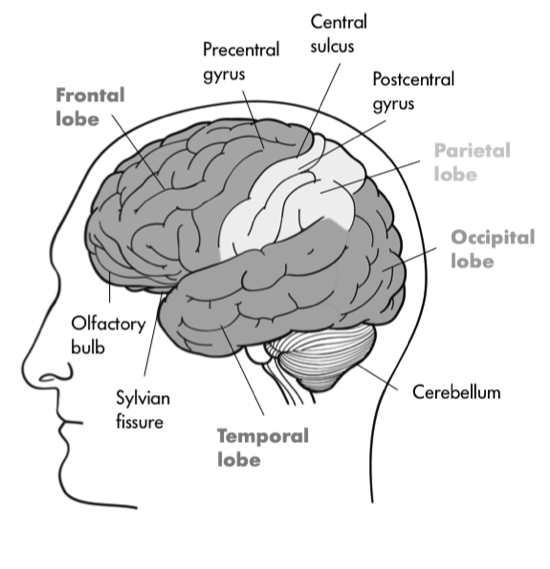 Central
sulcus
Precentral
gyrus
Postcentral
gyrus
Frontal
lobe
Parietal
lobe
Occipital
lobe
Olfactory
bulb
Sylvian
fissure
Cerebellum
Temporal
lobe